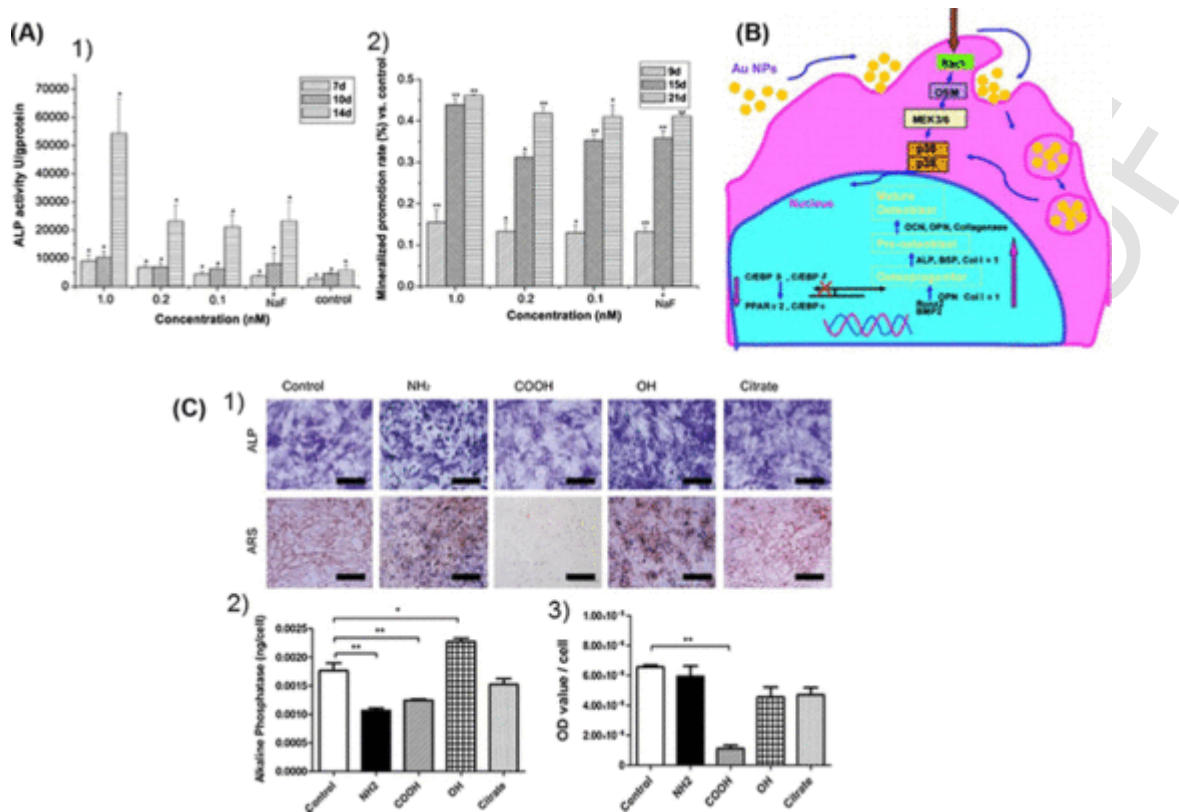 (A)
1)
ALP activity U/gprotein
70000
60000
50000
40000
30000
20000
10000
0
7d
10d
14d
1.0
0.2
0.1
NaF
control
Concentration (nM)
2)
Mineralized promotion rate (%) vs. control
0.5
0.4
0.3
0.2
0.1
0.0
9d
15d
21d
1.0
0.2
0.1
NaF
Concentration (nM)
(B)
Au NPs
OSM
MEK3/6
p38
p38
Nucleus
Mature
Osteoblast
OCN, OPN, Collagenase
Pre-osteoblast
ALP, BSP, Col I
OPN Col I
Runx2
BMP2
(C)
1)
Control
NH₂
COOH
OH
Citrate
ALP
ARS
2)
Alkaline Phosphatase (ng/cell)
0.0025
0.0020
0.0015
0.0010
0.0005
0.0000
*
**
**
Control
NH2
COOH
OH
Citrate
3)
OD value / cell
0
**
Control
NH2
COOH
OH
Citrate